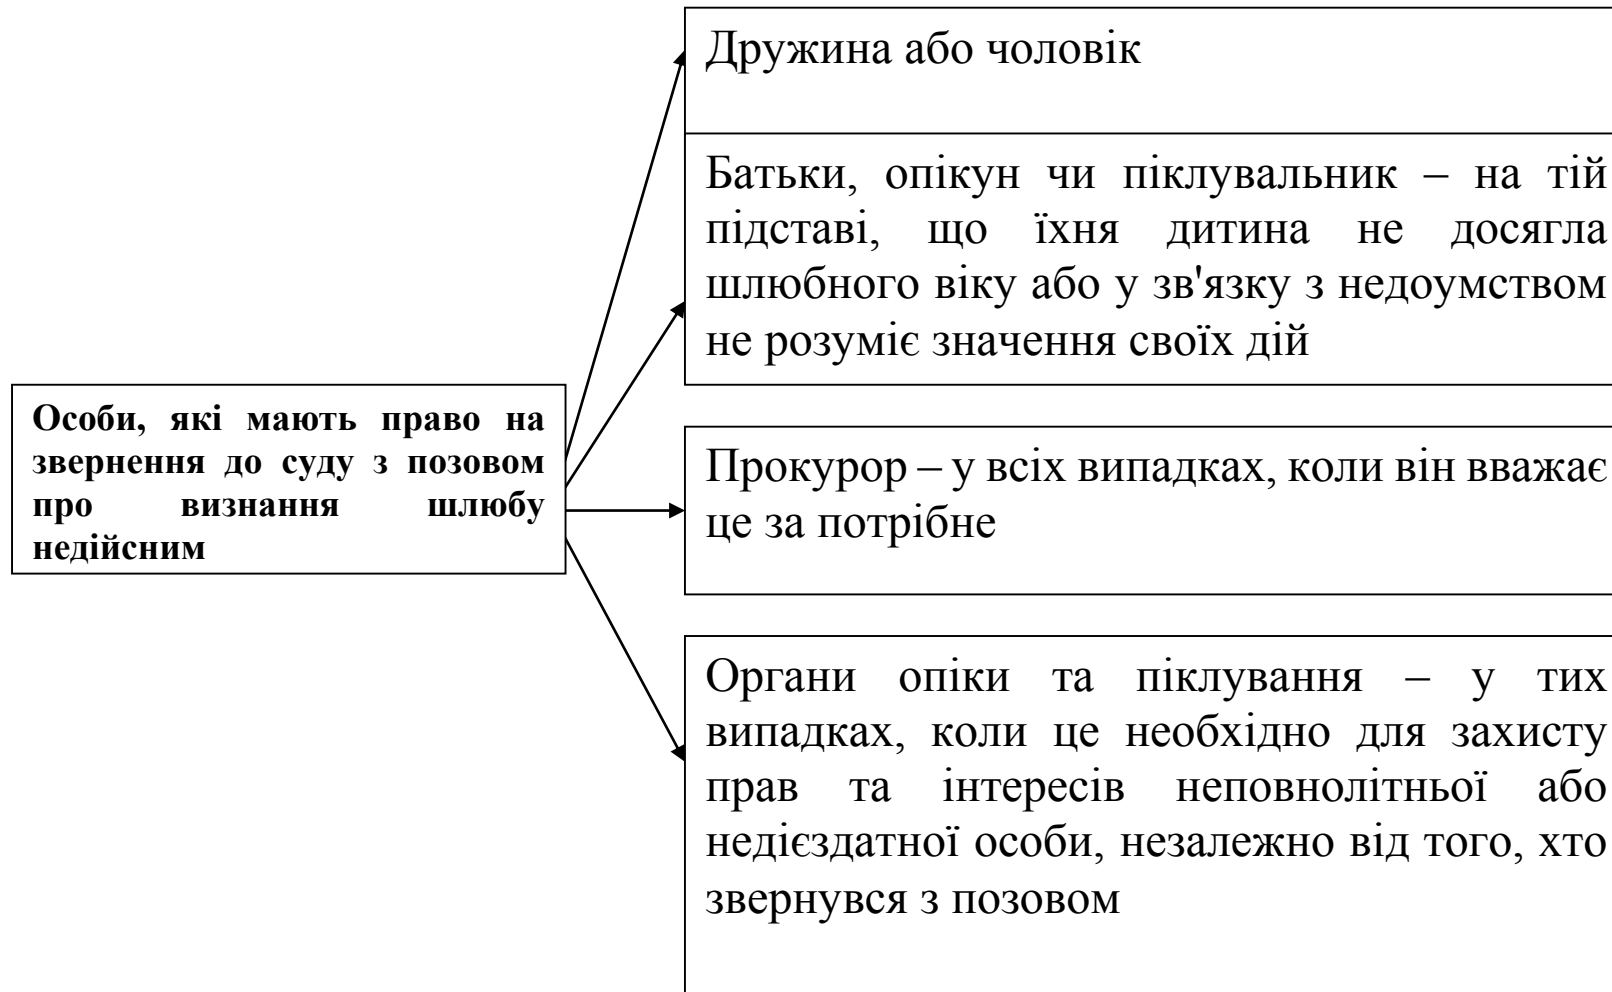 Дружина або чоловік
Батьки, опікун чи піклувальник – на тій
підставі, що їхня дитина не досягла
шлюбного віку або у зв'язку з недоумством
не розуміє значення своїх дій
Особи, які мають право на
звернення до суду з позовом
про визнання шлюбу
недійсним
Прокурор – у всіх випадках, коли він вважає
це за потрібне
Органи опіки та піклування – у тих
випадках, коли це необхідно для захисту
прав та інтересів неповнолітньої або
недієздатної особи, незалежно від того, хто
звернувся з позовом